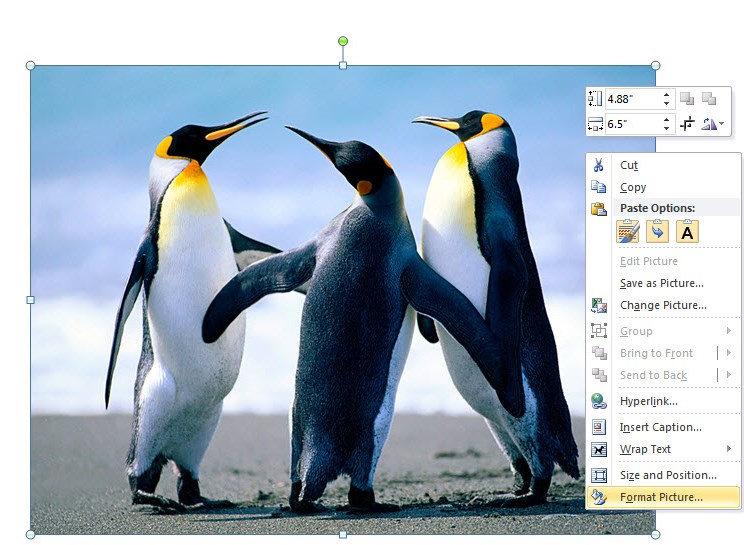 4.88"
6.5"
Cut
Copy
Paste Options:
A
Edit Picture
Save as Picture...
Change Picture...
Group
Bring to Front
Send to Back
Hyperlink...
Insert Caption...
Wrap Text
Size and Position...
Format Picture...